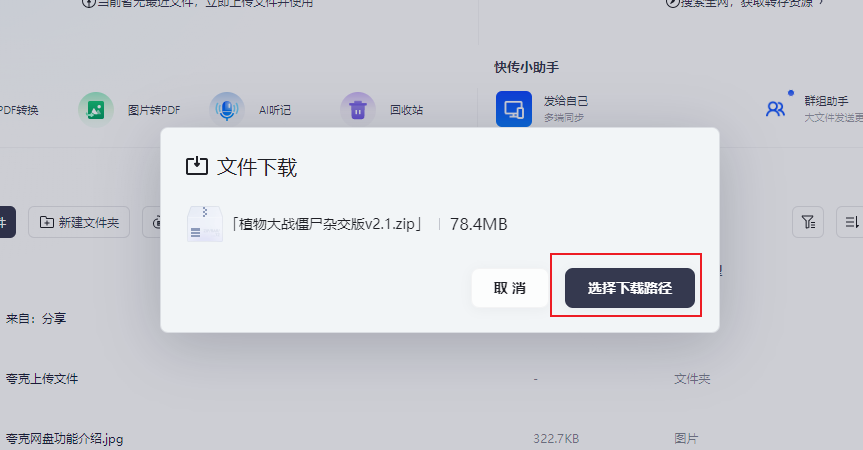 当前暂无最近文件，立即上传文件并使用
搜索全网，获取转存资源
快传小助手
PDF转换
图片转PDF
AI听记
回收站
发给自己
多端同步
群组助手
大文件发送更
文件下载
「植物大战僵尸杂交版v2.1.zip」 | 78.4MB
取 消
选择下载路径
件
新建文件夹
来自：分享
夸克上传文件
-
文件夹
夸克网盘功能介绍.jpg
322.7KB
图片